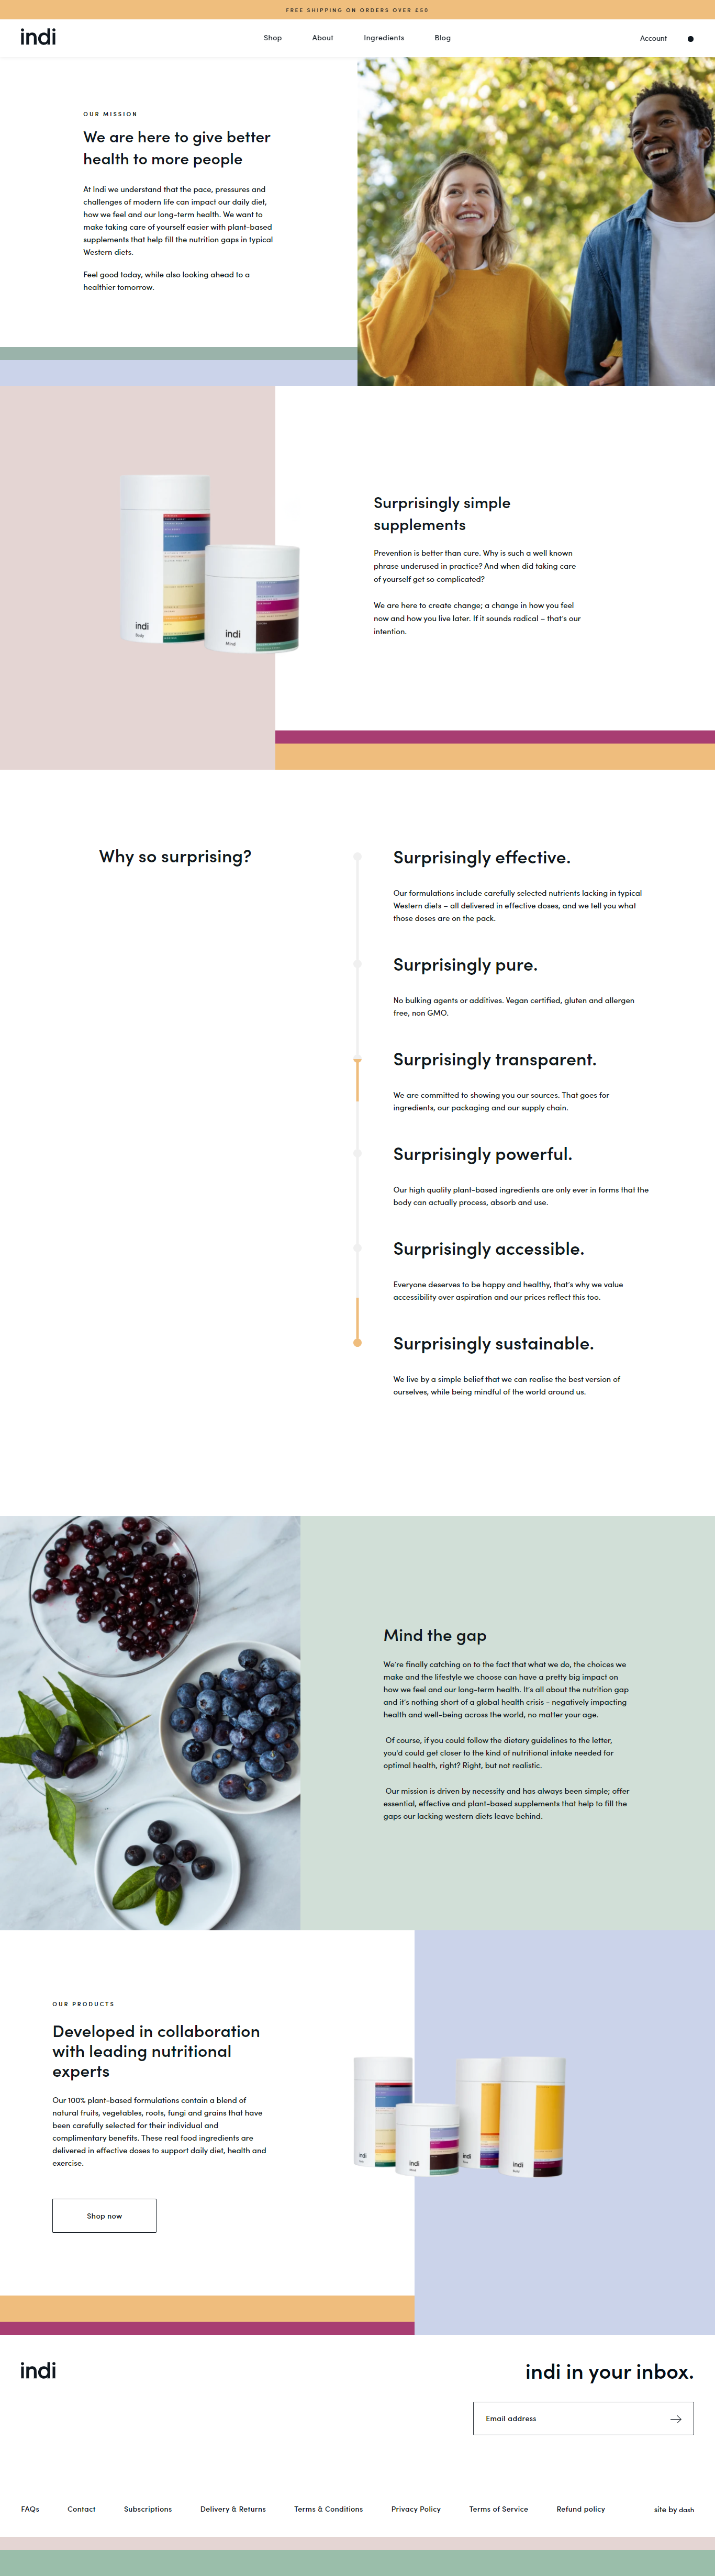 FREE SHIPPING ON ORDERS OVER £50
indi
Shop
About
Ingredients
Blog
Account
OUR MISSION
We are here to give better
health to more people
At Indi we understand that the pace, pressures and
challenges of modern life can impact our daily diet,
how we feel and our long-term health. We want to
make taking care of yourself easier with plant-based
supplements that help fill the nutrition gaps in typical
Western diets.
Feel good today, while also looking ahead to a
healthier tomorrow.
indi
Body
indi
Mind
Surprisingly simple
supplements
Prevention is better than cure. Why is such a well known
phrase underused in practice? And when did taking care
of yourself get so complicated?
We are here to create change; a change in how you feel
now and how you live later. If it sounds radical – that's our
intention.
Why so surprising?
Surprisingly effective.
Our formulations include carefully selected nutrients lacking in typical
Western diets – all delivered in effective doses, and we tell you what
those doses are on the pack.
Surprisingly pure.
No bulking agents or additives. Vegan certified, gluten and allergen
free, non GMO.
Surprisingly transparent.
We are committed to showing you our sources. That goes for
ingredients, our packaging and our supply chain.
Surprisingly powerful.
Our high quality plant-based ingredients are only ever in forms that the
body can actually process, absorb and use.
Surprisingly accessible.
Everyone deserves to be happy and healthy, that's why we value
accessibility over aspiration and our prices reflect this too.
Surprisingly sustainable.
We live by a simple belief that we can realise the best version of
ourselves, while being mindful of the world around us.
Mind the gap
We're finally catching on to the fact that what we do, the choices we
make and the lifestyle we choose can have a pretty big impact on
how we feel and our long-term health. It's all about the nutrition gap
and it's nothing short of a global health crisis - negatively impacting
health and well-being across the world, no matter your age.
Of course, if you could follow the dietary guidelines to the letter,
you'd could get closer to the kind of nutritional intake needed for
optimal health, right? Right, but not realistic.
Our mission is driven by necessity and has always been simple; offer
essential, effective and plant-based supplements that help to fill the
gaps our lacking western diets leave behind.
OUR PRODUCTS
Developed in collaboration
with leading nutritional
experts
Our 100% plant-based formulations contain a blend of
natural fruits, vegetables, roots, fungi and grains that have
been carefully selected for their individual and
complimentary benefits. These real food ingredients are
delivered in effective doses to support daily diet, health and
exercise.
Shop now
indi
indi
indi
indi
indi
indi in your inbox.
Email address
FAQs
Contact
Subscriptions
Delivery & Returns
Terms & Conditions
Privacy Policy
Terms of Service
Refund policy
site by dash